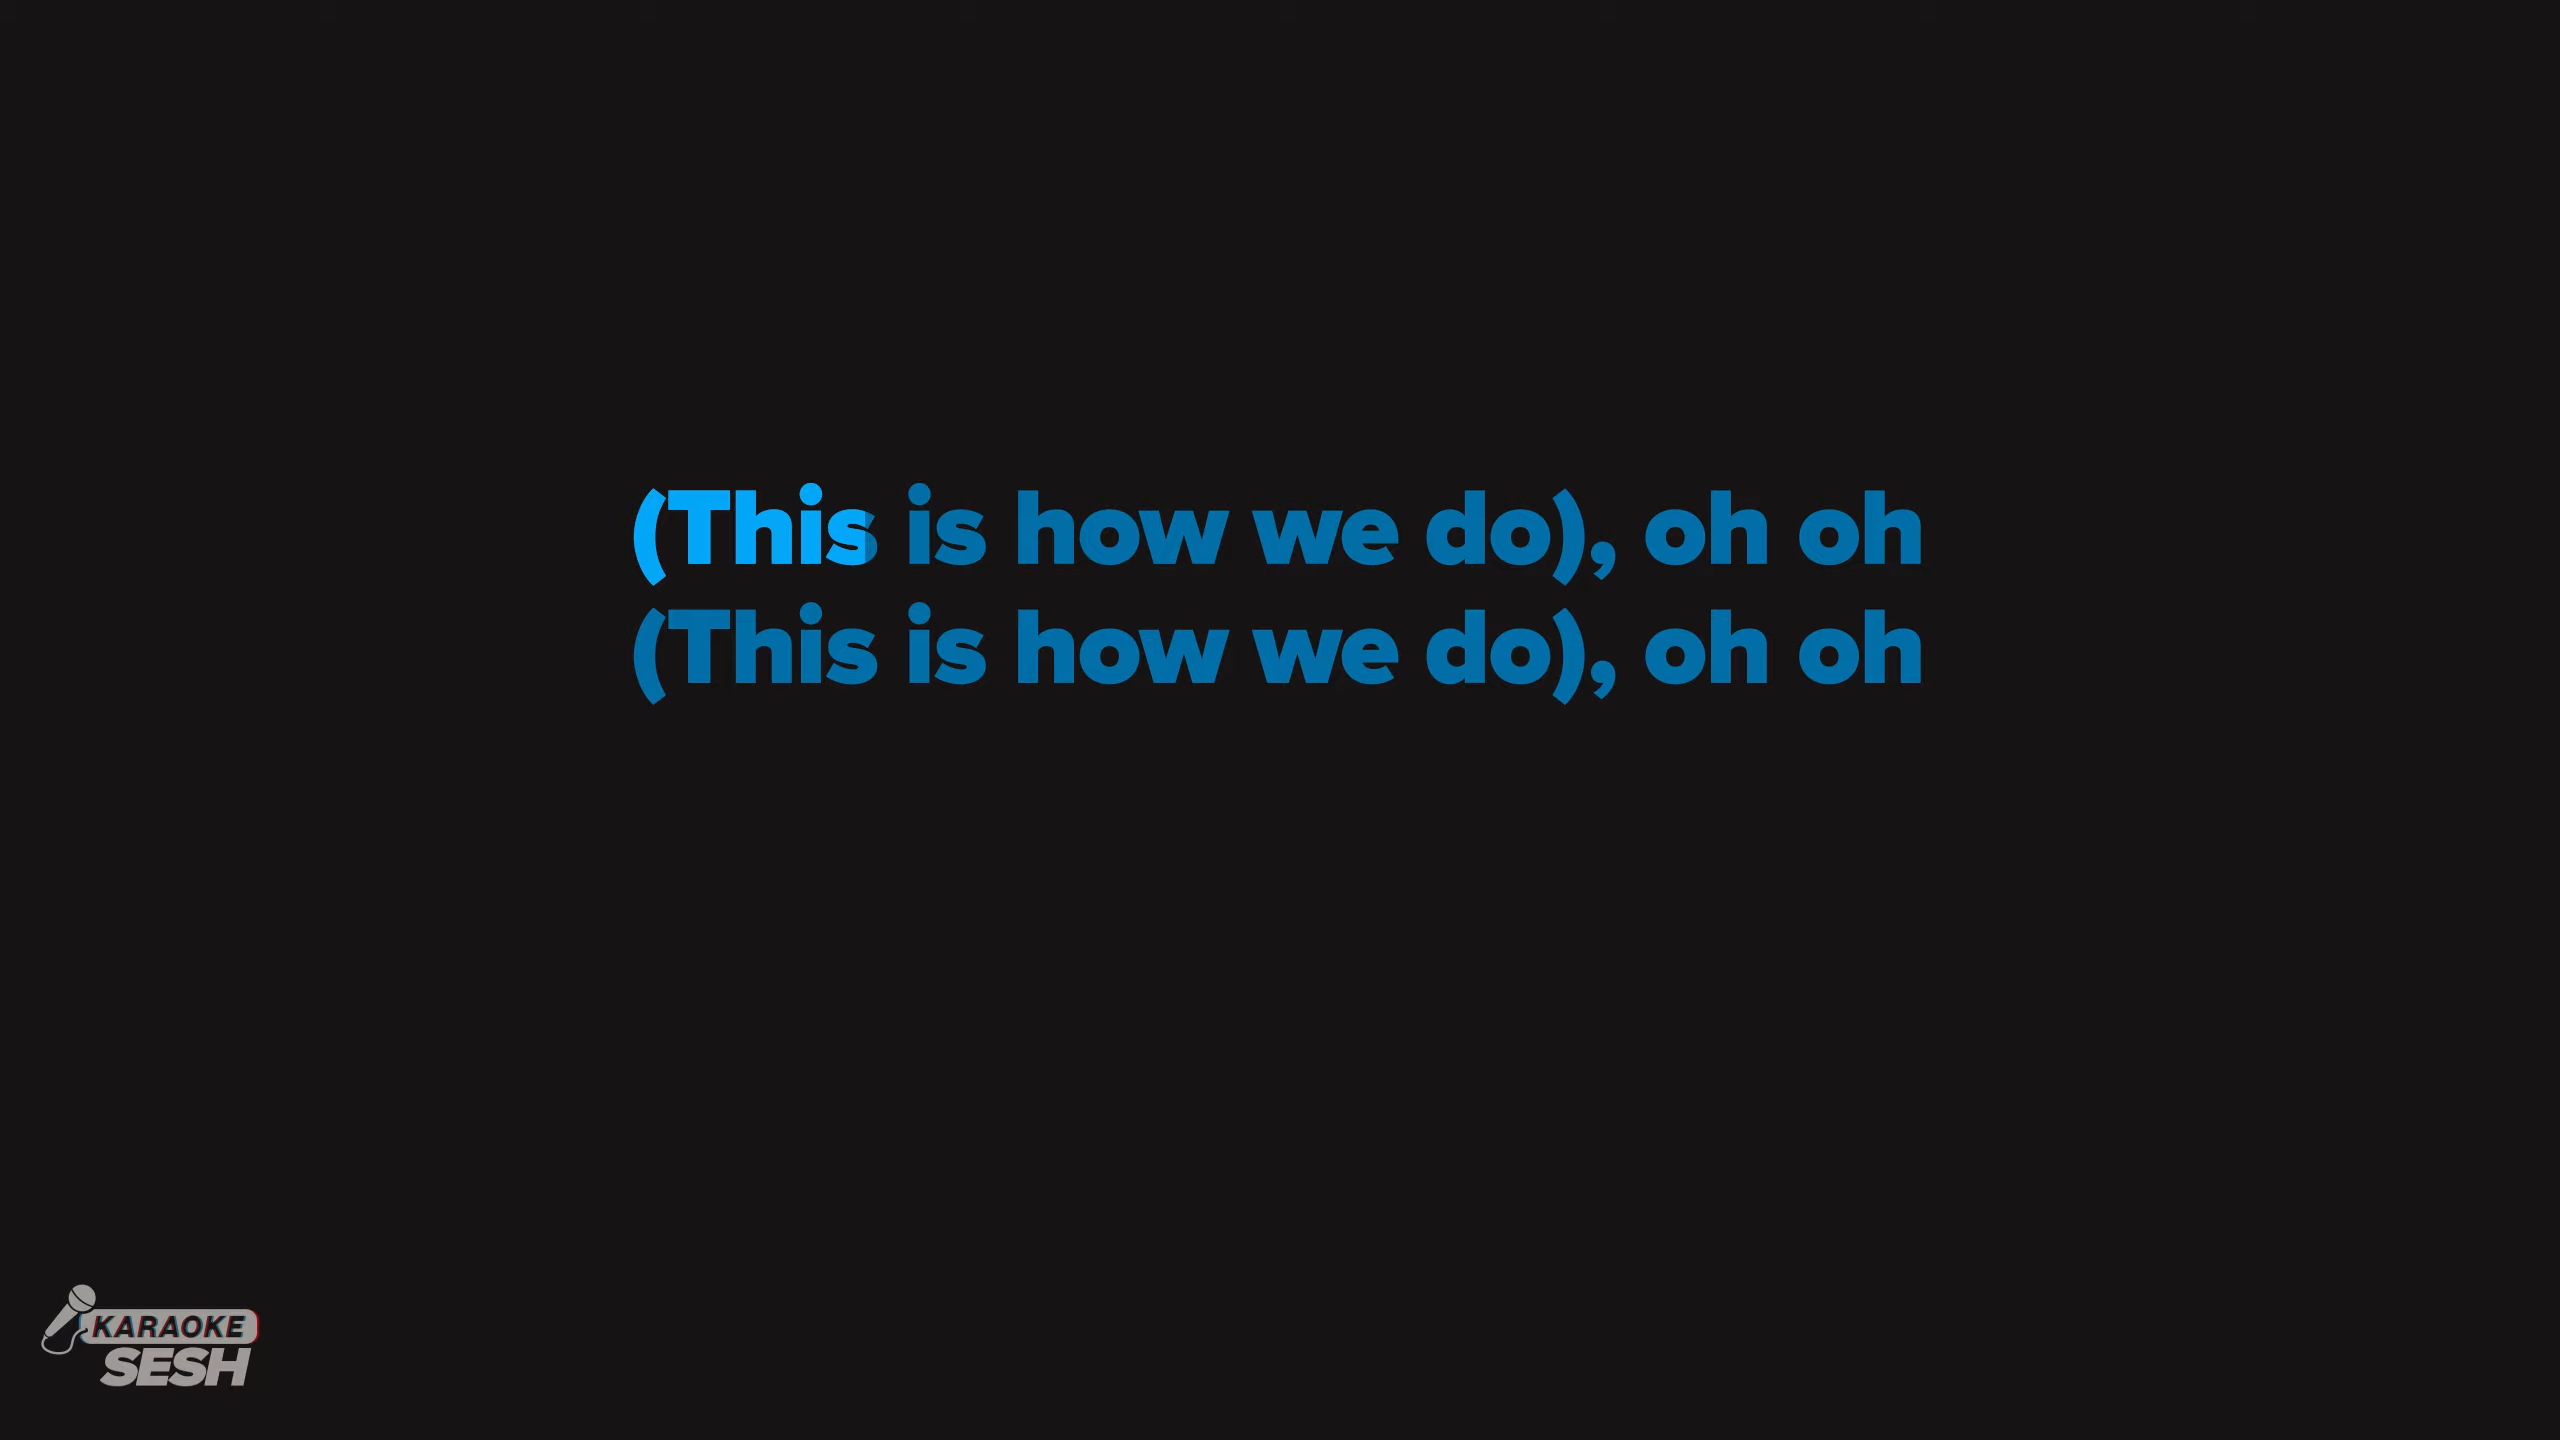 (This is how we do), oh oh
(This is how we do), oh oh
KARAOKE
SESH